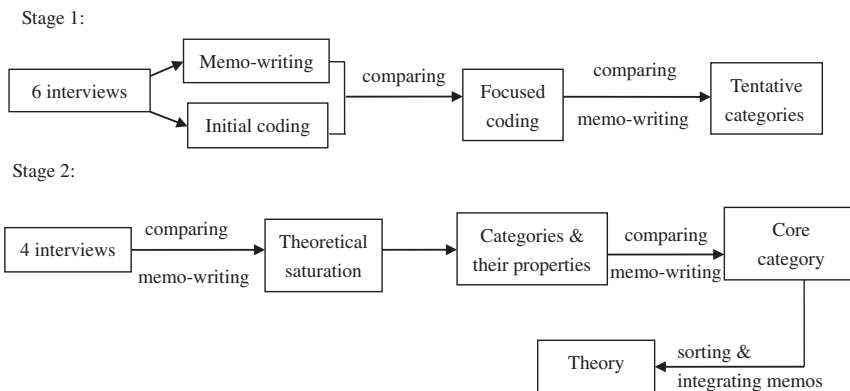 Stage 1:
Memo-writing
6 interviews
Initial coding
comparing
Focused
coding
comparing
memo-writing
Tentative
categories
Stage 2:
4 interviews
comparing
memo-writing
Theoretical
saturation
Categories &
their properties
comparing
memo-writing
Core
category
Theory
sorting &
integrating memos